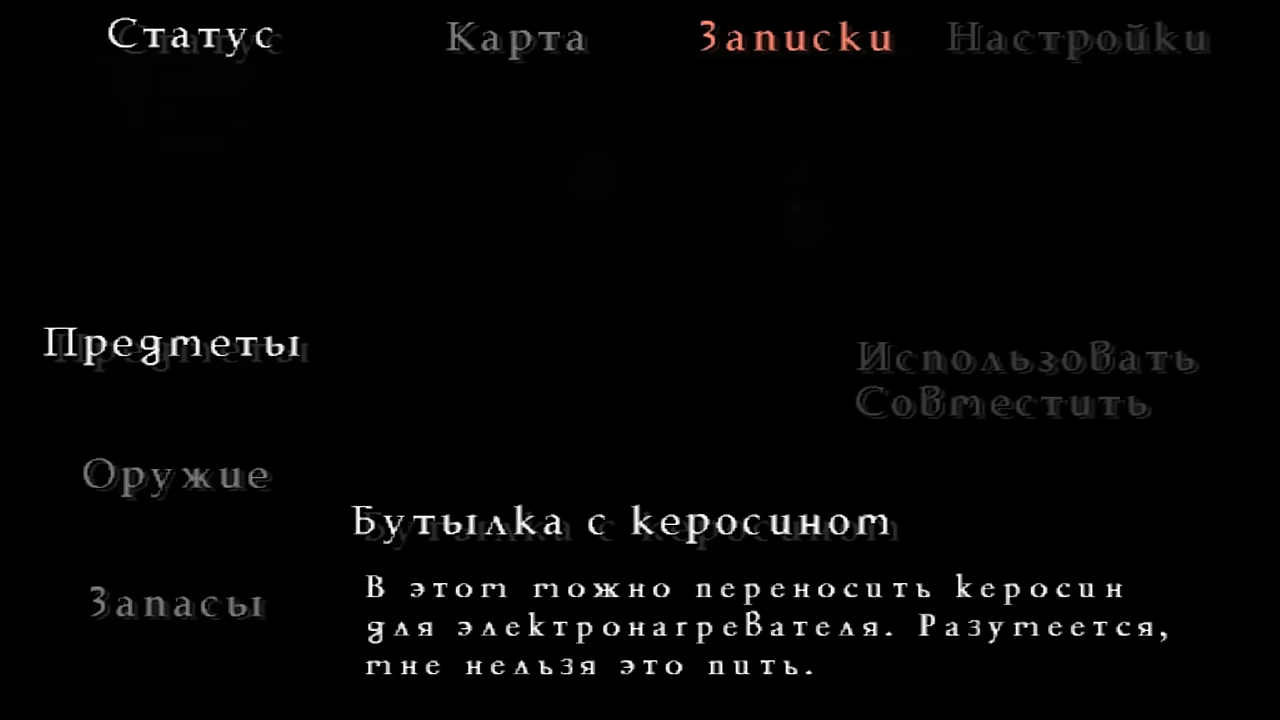 Статус Карта Записки Настройки
Предметы
Использовать
Совместить
Оружие
Бутылка с керосином
В этом можно переносить керосин
Запасы
для электронагревателя. Разумеется,
мне нельзя это пить.